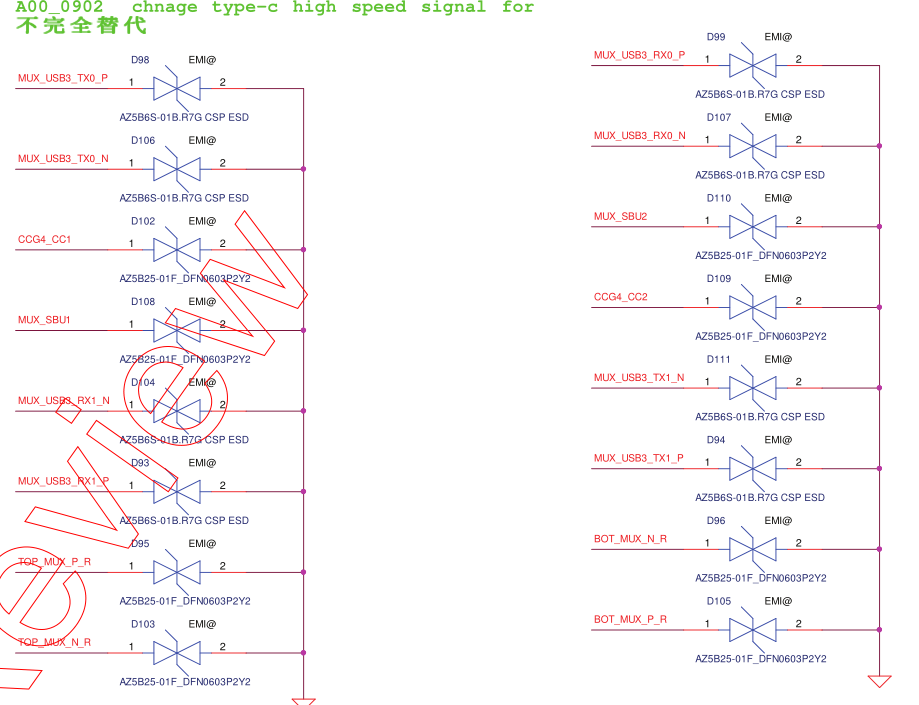 A00_0902 chnage type-c high speed signal for
不完全替代
D98 EMI@
MUX_USB3_TX0_P 1 2
AZ5B6S-01B.R7G CSP ESD
D106 EMI@
MUX_USB3_TX0_N 1 2
AZ5B6S-01B.R7G CSP ESD
D102 EMI@
CCG4_CC1 1 2
AZ5B25-01F_DFN0603P2Y2
D108 EMI@
MUX_SBU1 1 2
AZ5B25-01F_DFN0603P2Y2
D104 EMI@
MUX_USB3_RX1_N 1 2
AZ5B6S-01B.R7G CSP ESD
D93 EMI@
MUX_USB3_RX1_P 1 2
AZ5B6S-01B.R7G CSP ESD
D95 EMI@
TOP_MUX_P_R 1 2
AZ5B25-01F_DFN0603P2Y2
D103 EMI@
TOP_MUX_N_R 1 2
AZ5B25-01F_DFN0603P2Y2
D99 EMI@
MUX_USB3_RX0_P 1 2
AZ5B6S-01B.R7G CSP ESD
D107 EMI@
MUX_USB3_RX0_N 1 2
AZ5B6S-01B.R7G CSP ESD
D110 EMI@
MUX_SBU2 1 2
AZ5B25-01F_DFN0603P2Y2
D109 EMI@
CCG4_CC2 1 2
AZ5B25-01F_DFN0603P2Y2
D111 EMI@
MUX_USB3_TX1_N 1 2
AZ5B6S-01B.R7G CSP ESD
D94 EMI@
MUX_USB3_TX1_P 1 2
AZ5B6S-01B.R7G CSP ESD
D96 EMI@
BOT_MUX_N_R 1 2
AZ5B25-01F_DFN0603P2Y2
D105 EMI@
BOT_MUX_P_R 1 2
AZ5B25-01F_DFN0603P2Y2
eview